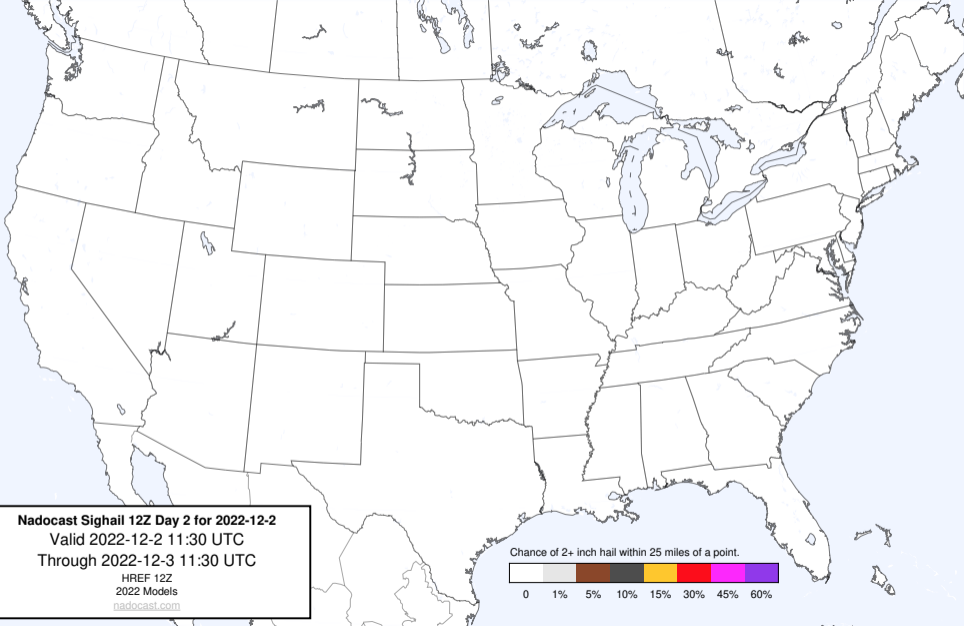 Nadocast Sighail 12Z Day 2 for 2022-12-2
Valid 2022-12-2 11:30 UTC
Through 2022-12-3 11:30 UTC
HREF 12Z
2022 Models
nadocast.com
Chance of 2+ inch hail within 25 miles of a point.
0 1% 5% 10% 15% 30% 45% 60%